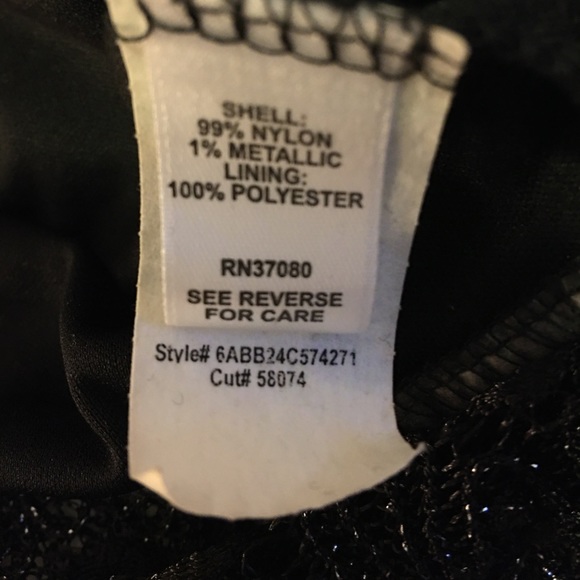 SHELL:
99% NYLON
1% METALLIC
LINING:
100% POLYESTER
RN37080
SEE REVERSE
FOR CARE
Style# 6ABB24C574271
Cut# 58074